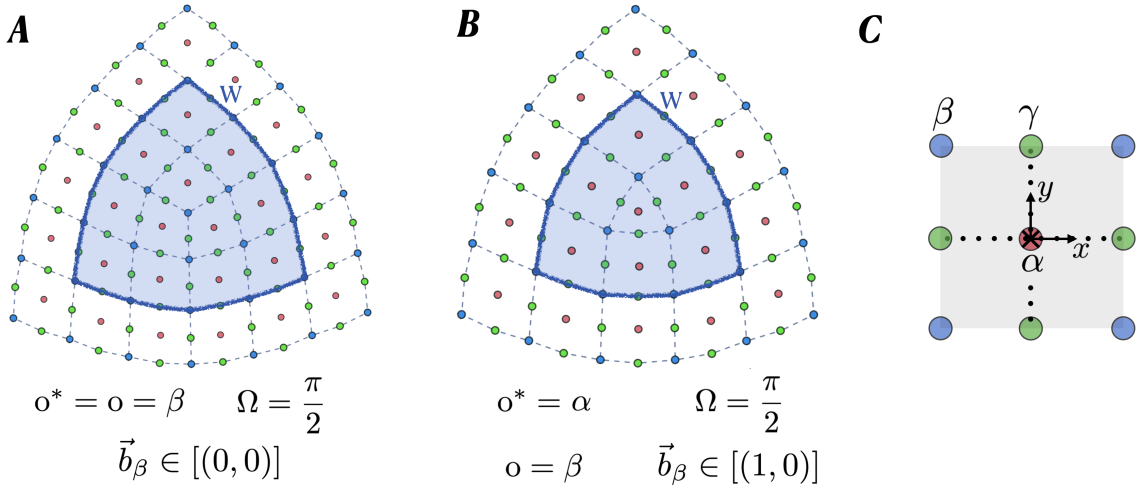 A
B
C
W
W
β
γ
y
x
α
o* = o = β
Ω = π/2
b⃗_β ∈ [(0, 0)]
o* = α
Ω = π/2
o = β
b⃗_β ∈ [(1, 0)]